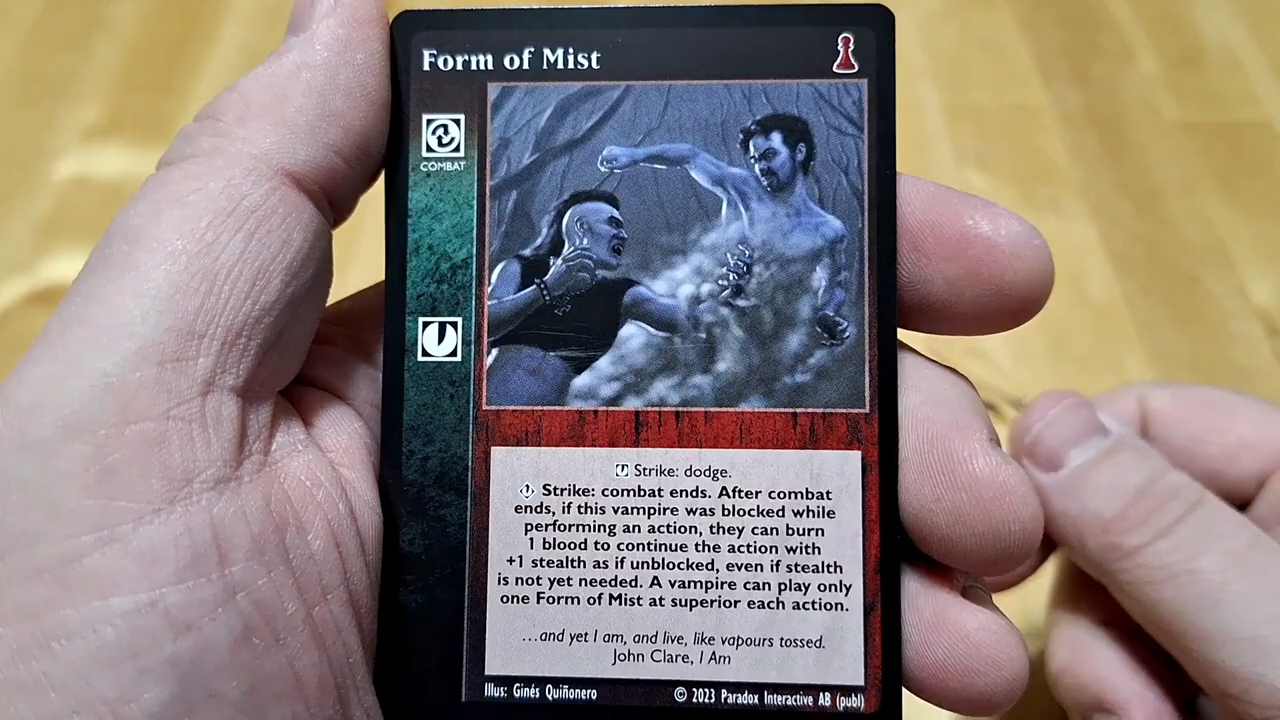 Form of Mist
COMBAT
Strike: dodge.
Strike: combat ends. After combat
ends, if this vampire was blocked while
performing an action, they can burn
1 blood to continue the action with
+1 stealth as if unblocked, even if stealth
is not yet needed. A vampire can play only
one Form of Mist at superior each action.
...and yet I am, and live, like vapours tossed.
John Clare, I Am
Illus: Ginés Quiñonero
© 2023 Paradox Interactive AB (publ)